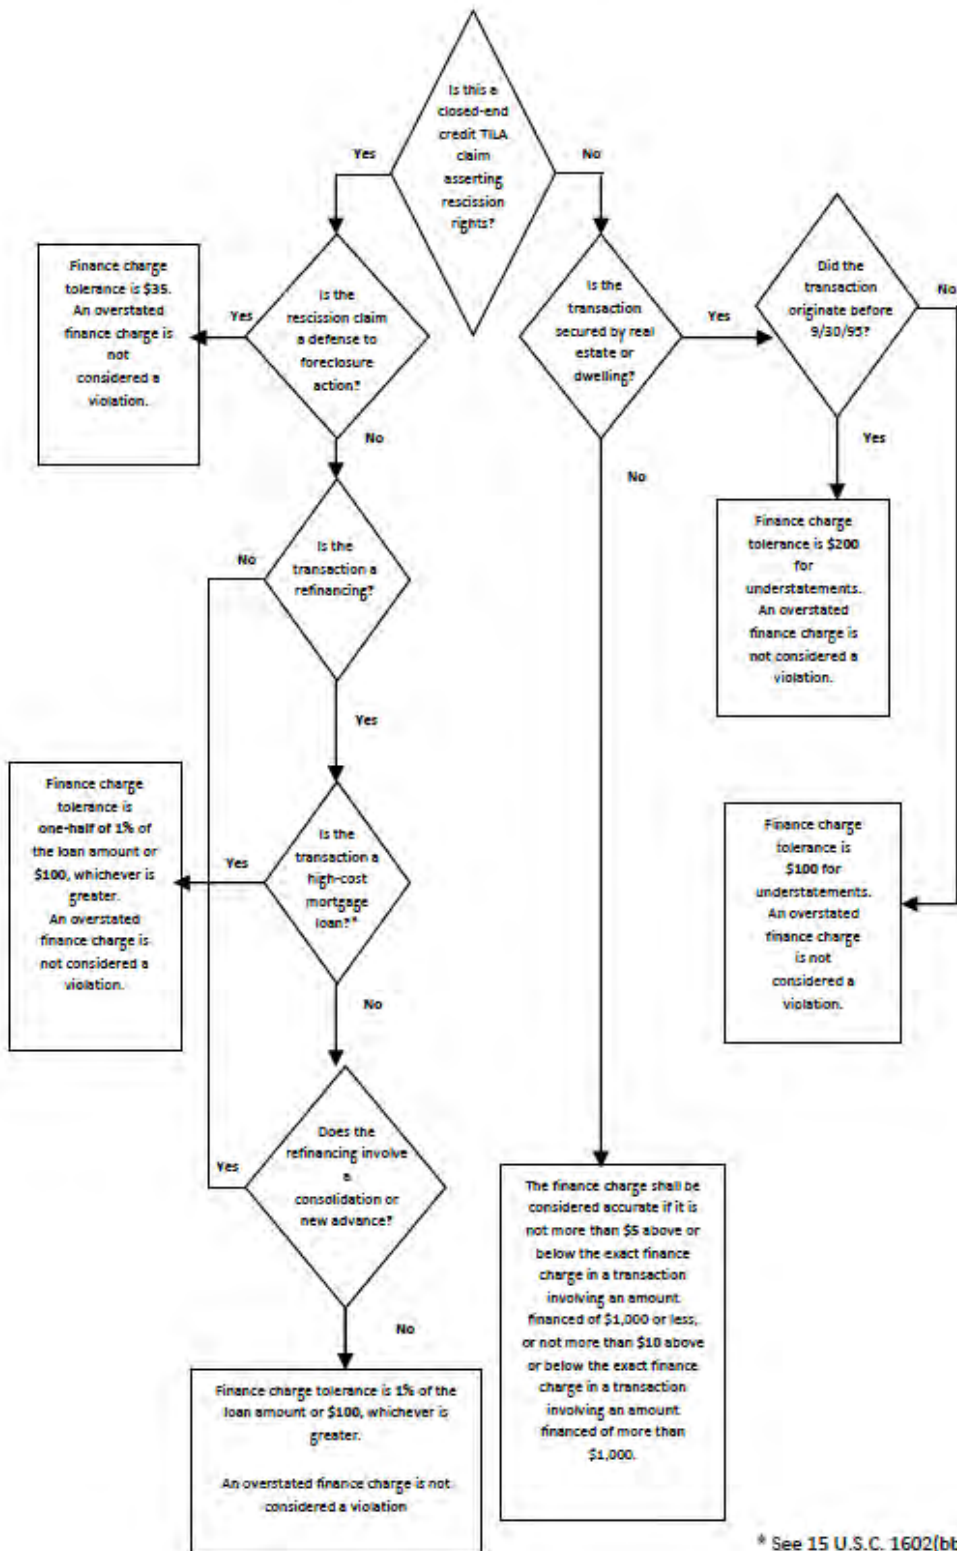 Is this a
closed-end
credit TILA
claim
asserting
rescission
rights?
Yes
No
Is the
rescission claim
a defense to
foreclosure
action?
Yes
Finance charge
tolerance is $35.
An overstated
finance charge is
not
considered a
violation.
No
Is the
transaction
secured by real
estate or
dwelling?
Yes
No
Did the
transaction
originate before
9/30/95?
No
Yes
Finance charge
tolerance is $200
for
understatements.
An overstated
finance charge is
not considered a
violation.
Finance charge
tolerance is
$100 for
understatements.
An overstated
finance charge
is not
considered a
violation.
Is the
transaction a
refinancing?
No
Yes
Is the
transaction a
high-cost
mortgage
loan?*
Yes
Finance charge
tolerance is
one-half of 1% of
the loan amount or
$100, whichever is
greater.
An overstated
finance charge is
not considered a
violation.
No
Does the
refinancing involve
a
consolidation or
new advance?
Yes
No
Finance charge tolerance is 1% of the
loan amount or $100, whichever is
greater.
An overstated finance charge is not
considered a violation
The finance charge shall be
considered accurate if it is
not more than $5 above or
below the exact finance
charge in a transaction
involving an amount
financed of $1,000 or less,
or not more than $10 above
or below the exact finance
charge in a transaction
involving an amount
financed of more than
$1,000.
* See 15 U.S.C. 1602(bb